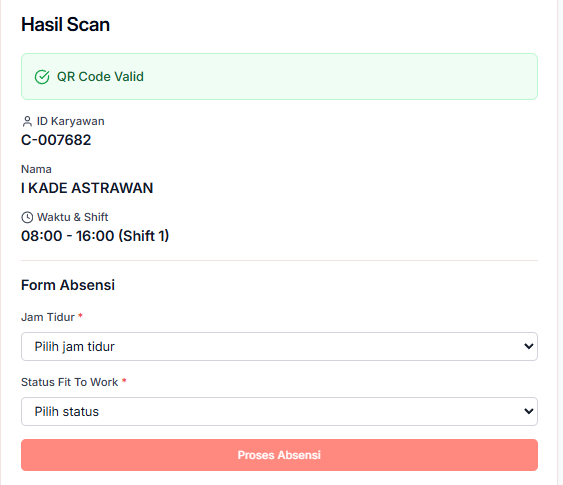 Hasil Scan
QR Code Valid
ID Karyawan
C-007682
Nama
I KADE ASTRAWAN
Waktu & Shift
08:00 - 16:00 (Shift 1)
Form Absensi
Jam Tidur *
Pilih jam tidur
Status Fit To Work *
Pilih status
Proses Absensi